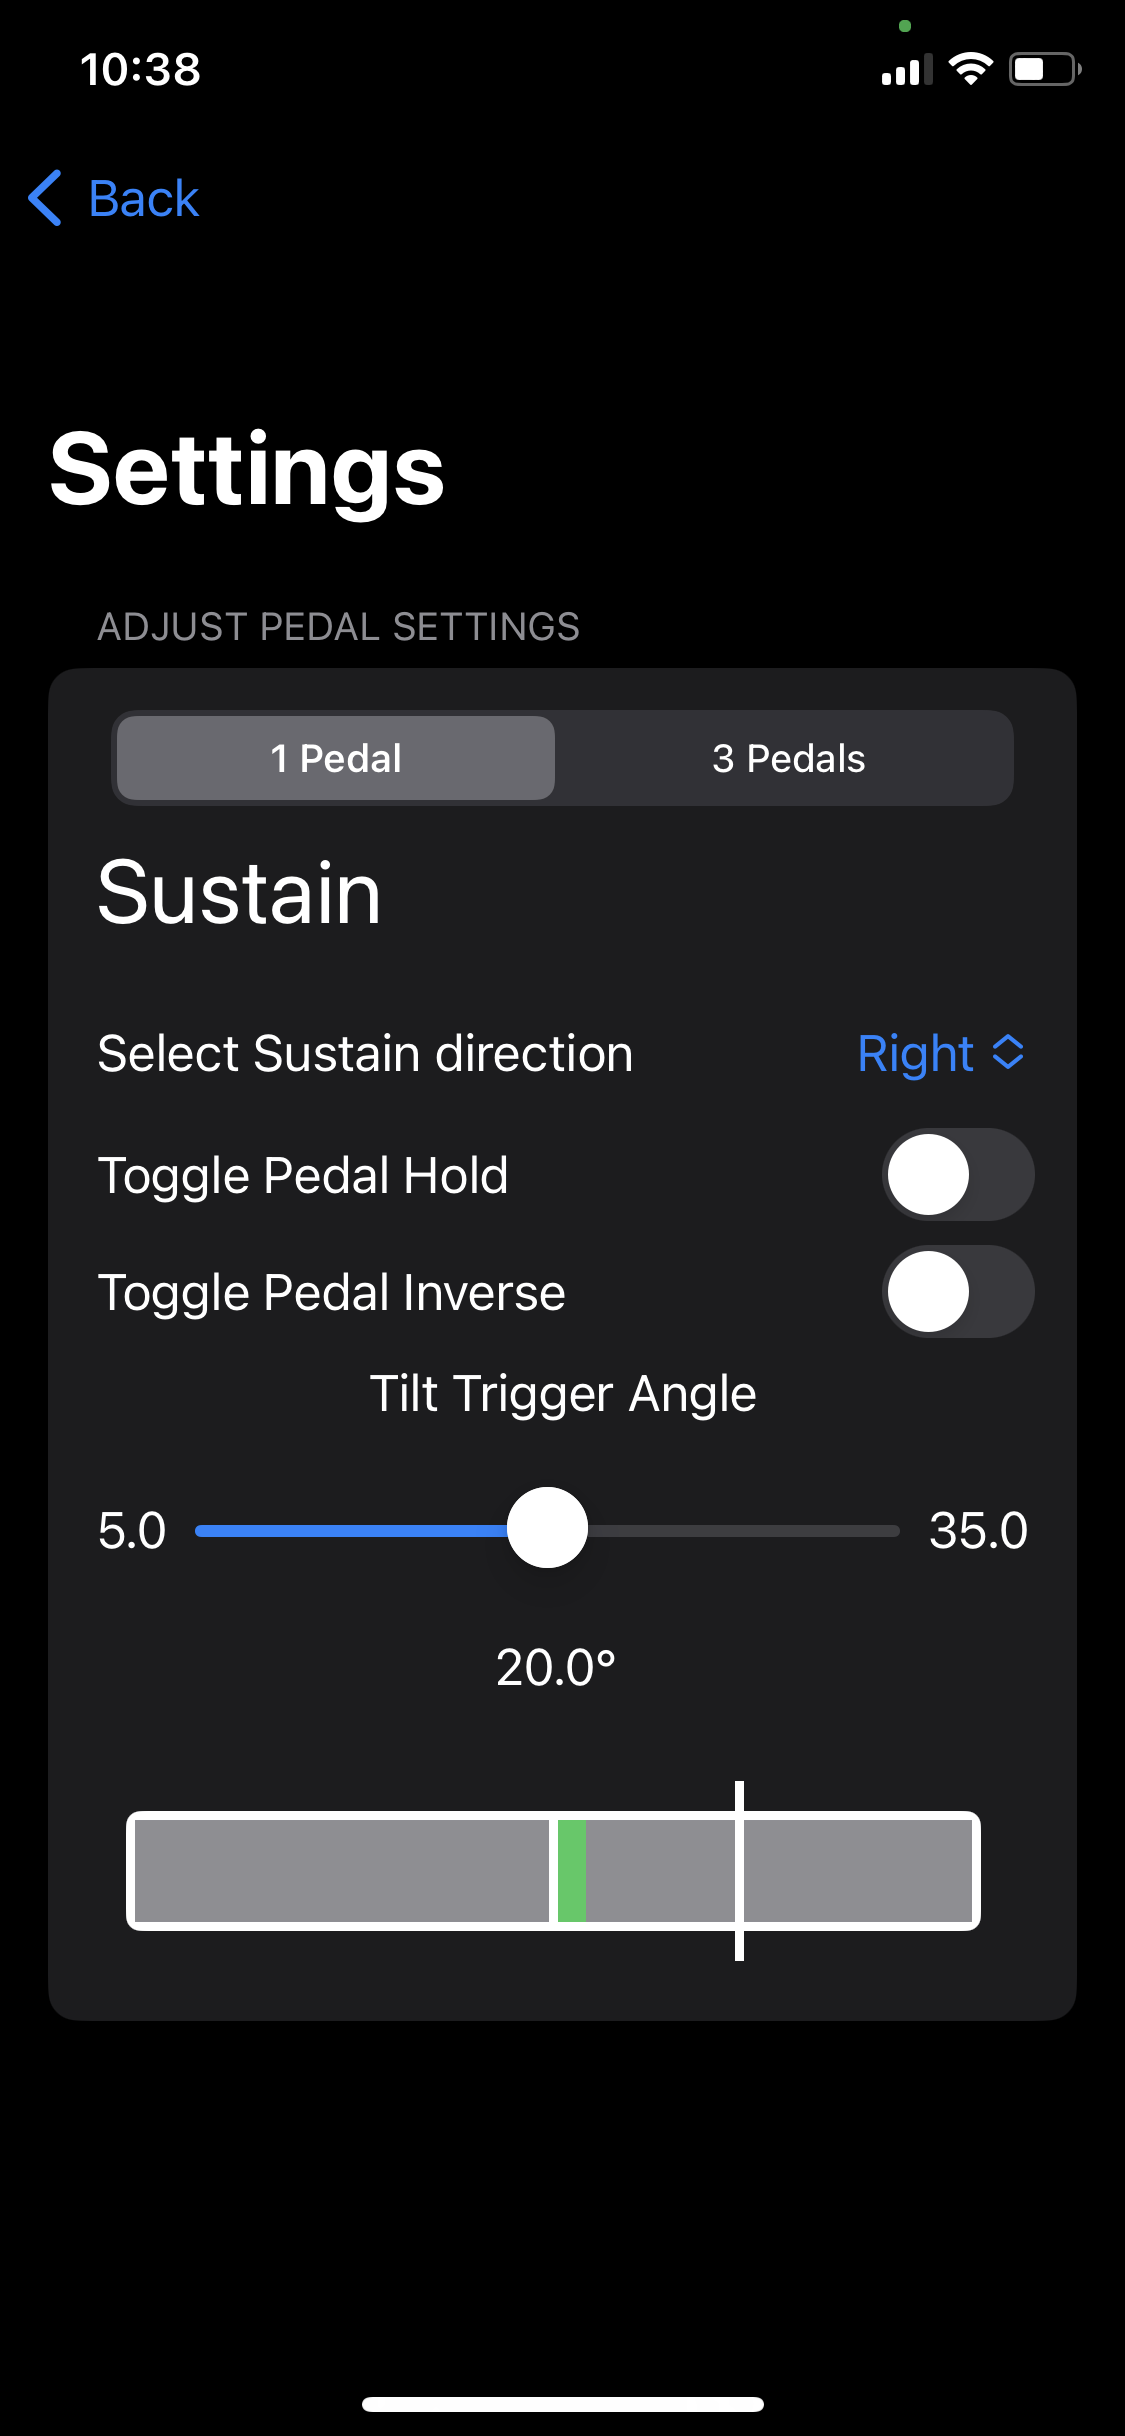 10:38
Back
Settings
ADJUST PEDAL SETTINGS
1 Pedal
3 Pedals
Sustain
Select Sustain direction Right
Toggle Pedal Hold
Toggle Pedal Inverse
Tilt Trigger Angle
5.0 35.0
20.0°